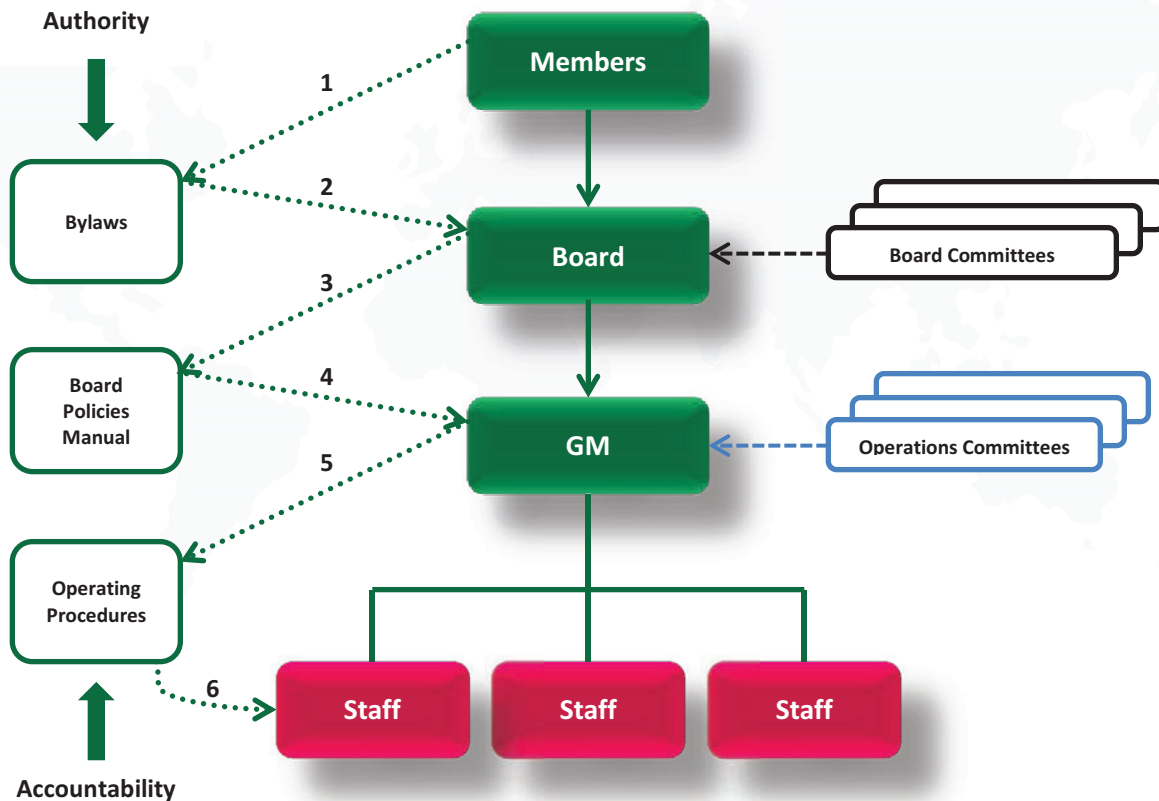 Authority
Members
1
2
Bylaws
Board
Board Committees
3
4
Board
Policies
Manual
GM
Operations Committees
5
Operating
Procedures
6
Staff
Staff
Staff
Accountability